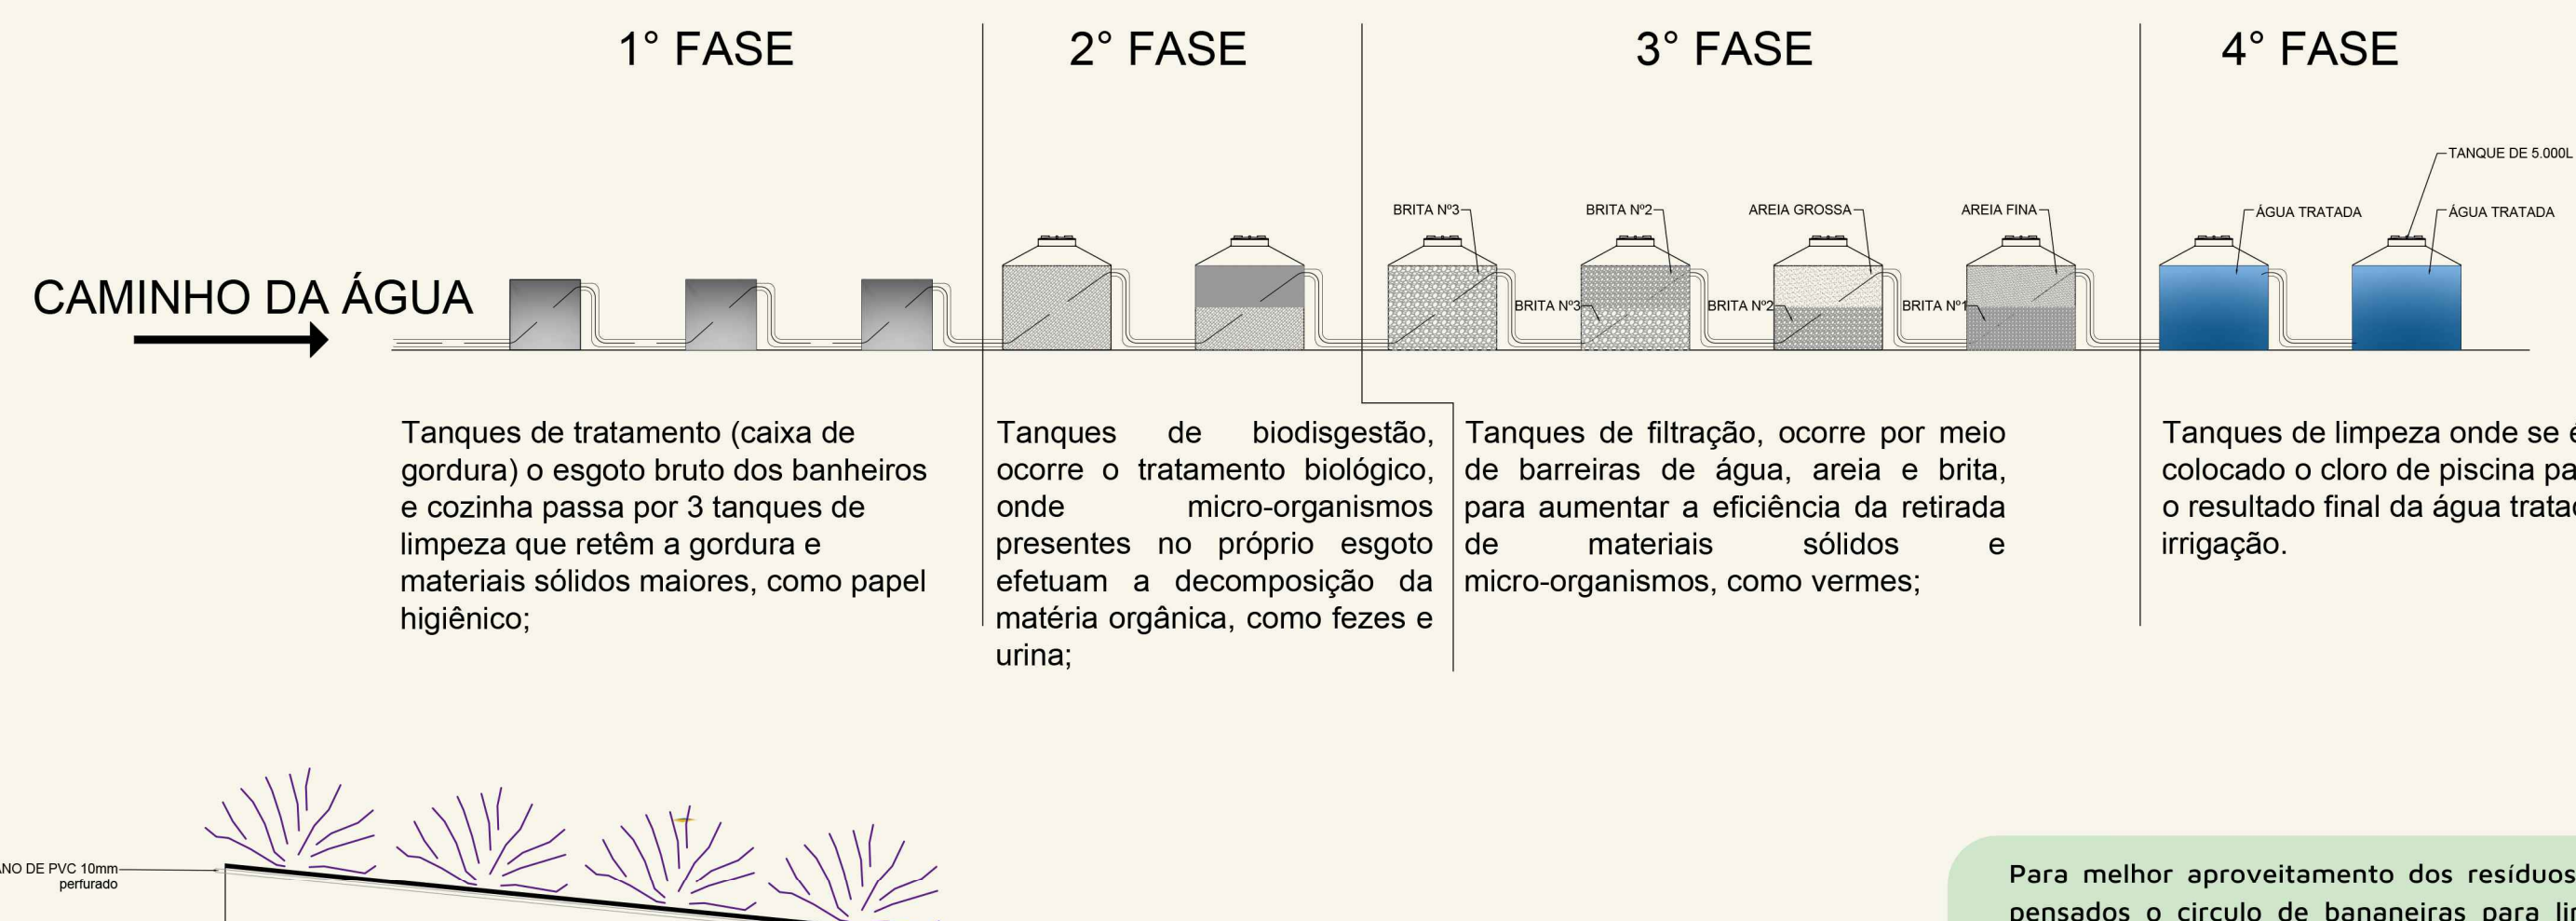 1° FASE
2° FASE
3° FASE
4° FASE
TANQUE DE 5.000L
BRITA Nº3
BRITA Nº2
AREIA GROSSA
AREIA FINA
ÁGUA TRATADA
ÁGUA TRATADA
CAMINHO DA ÁGUA
BRITA Nº3
BRITA Nº2
BRITA Nº1
Tanques de tratamento (caixa de
gordura) o esgoto bruto dos banheiros
e cozinha passa por 3 tanques de
limpeza que retêm a gordura e
materiais sólidos maiores, como papel
higiênico;
Tanques de biodisgestão,
ocorre o tratamento biológico,
onde micro-organismos
presentes no próprio esgoto
efetuam a decomposição da
matéria orgânica, como fezes e
urina;
Tanques de filtração, ocorre por meio
de barreiras de água, areia e brita,
para aumentar a eficiência da retirada
de materiais sólidos e
micro-organismos, como vermes;
Tanques de limpeza onde se é
colocado o cloro de piscina
o resultado final da água
irrigação.
DE PVC 10mm
perfurado
Para melhor aproveitamento dos resíduos
pensados o circulo de bananeiras para